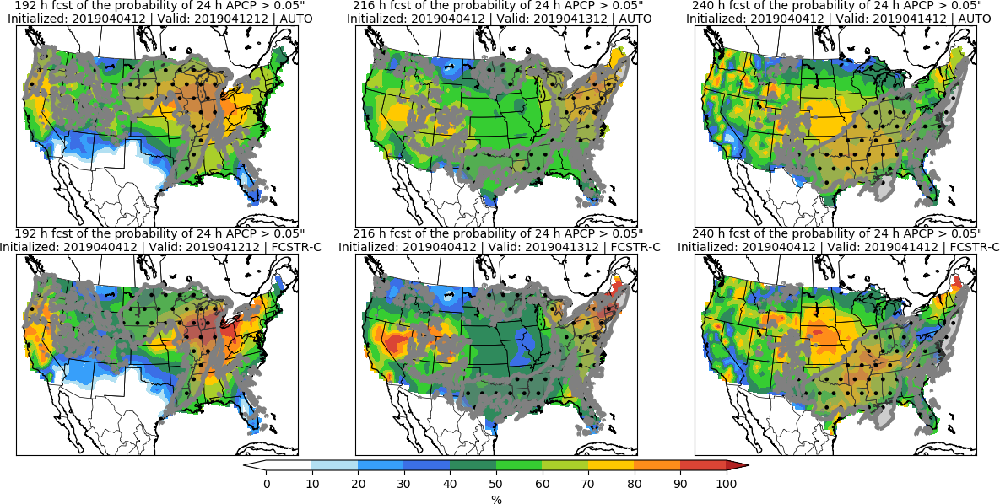 192 h fcst of the probability of 24 h APCP > 0.05"
Initialized: 2019040412 | Valid: 2019041212 | AUTO
216 h fcst of the probability of 24 h APCP > 0.05"
Initialized: 2019040412 | Valid: 2019041312 | AUTO
240 h fcst of the probability of 24 h APCP > 0.05"
Initialized: 2019040412 | Valid: 2019041412 | AUTO
192 h fcst of the probability of 24 h APCP > 0.05"
Initialized: 2019040412 | Valid: 2019041212 | FCSTR-C
216 h fcst of the probability of 24 h APCP > 0.05"
Initialized: 2019040412 | Valid: 2019041312 | FCSTR-C
240 h fcst of the probability of 24 h APCP > 0.05"
Initialized: 2019040412 | Valid: 2019041412 | FCSTR-C
0 10 20 30 40 50 60 70 80 90 100
%